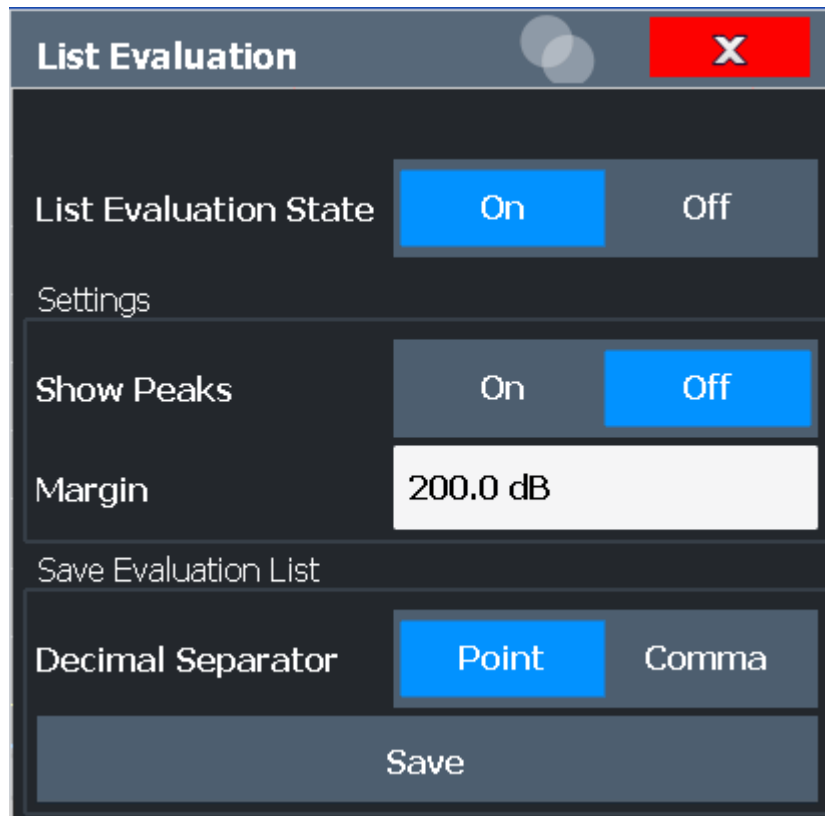 List Evaluation X
List Evaluation State On Off
Settings
Show Peaks On Off
Margin 200.0 dB
Save Evaluation List
Decimal Separator Point Comma
Save